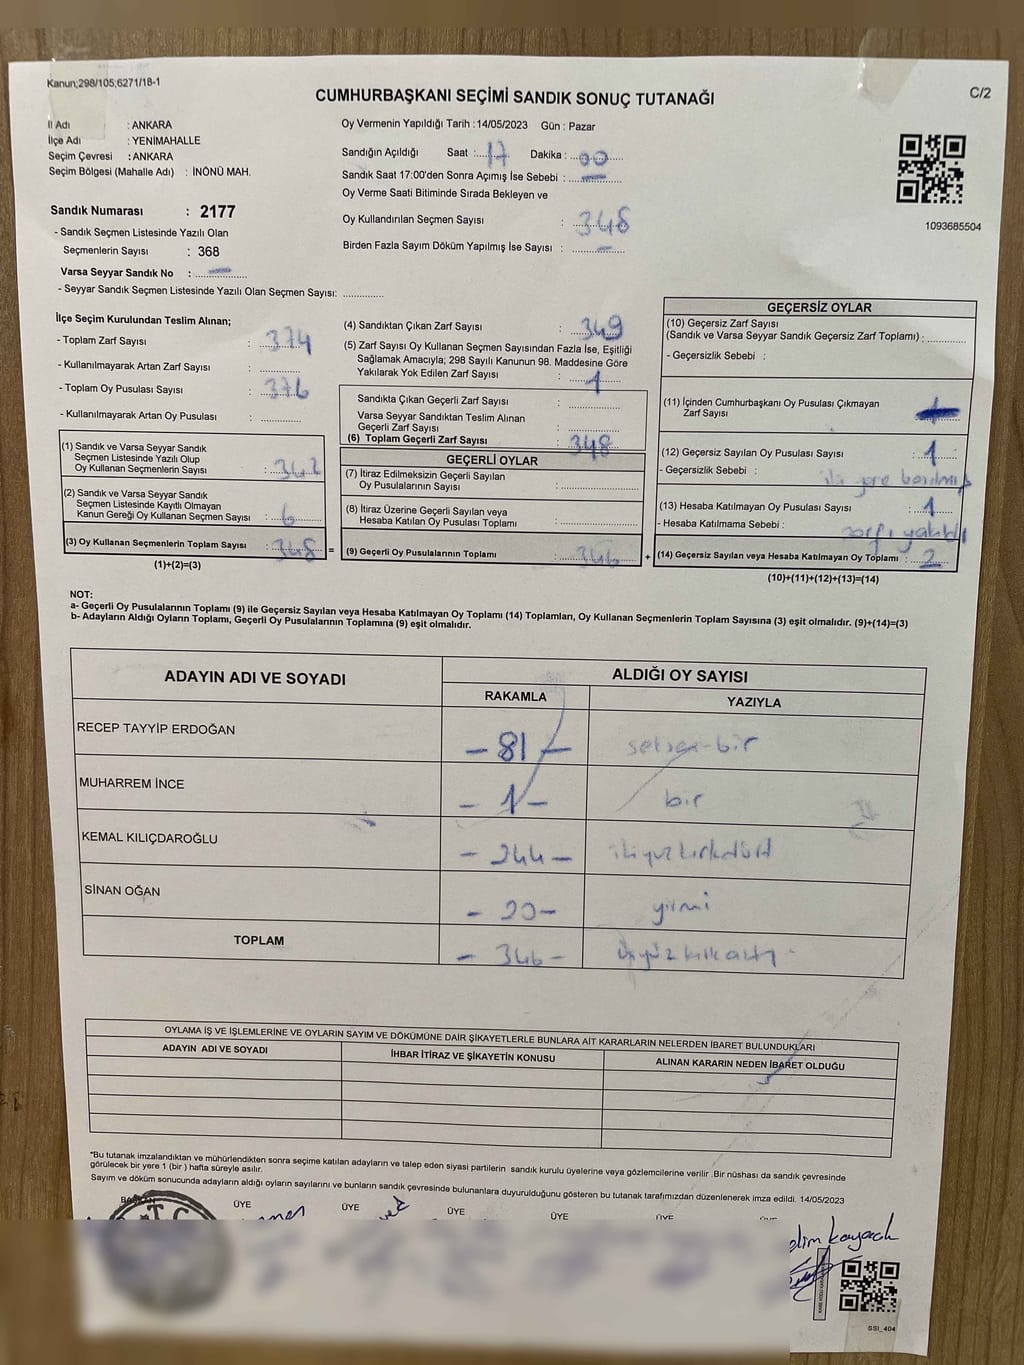 Kanun;298/105;6271/18-1
CUMHURBAŞKANI SEÇİMİ SANDIK SONUÇ TUTANAĞI
C/2
İl Adı : ANKARA
İlçe Adı : YENİMAHALLE
Seçim Çevresi : ANKARA
Seçim Bölgesi (Mahalle Adı) : İNÖNÜ MAH.
Sandık Numarası : 2177
- Sandık Seçmen Listesinde Yazılı Olan
Seçmenlerin Sayısı : 368
Varsa Seyyar Sandık No : —
- Seyyar Sandık Seçmen Listesinde Yazılı Olan Seçmen Sayısı: ..............
Oy Vermenin Yapıldığı Tarih : 14/05/2023 Gün : Pazar
Sandığın Açıldığı Saat : 17 Dakika : 00
Sandık Saat 17:00'den Sonra Açımış İse Sebebi : —
Oy Verme Saati Bitiminde Sırada Bekleyen ve
Oy Kullandırılan Seçmen Sayısı : 348
Birden Fazla Sayım Döküm Yapılmış İse Sayısı : —
1093685504
İlçe Seçim Kurulundan Teslim Alınan;
- Toplam Zarf Sayısı : 374
- Kullanılmayarak Artan Zarf Sayısı : ..............
- Toplam Oy Pusulası Sayısı : 376
- Kullanılmayarak Artan Oy Pusulası : ..............
(1) Sandık ve Varsa Seyyar Sandık
Seçmen Listesinde Yazılı Olup
Oy Kullanan Seçmenlerin Sayısı : 342
(2) Sandık ve Varsa Seyyar Sandık
Seçmen Listesinde Kayıtlı Olmayan
Kanun Gereği Oy Kullanan Seçmen Sayısı : 6
(3) Oy Kullanan Seçmenlerin Toplam Sayısı : 348 =
(1)+(2)=(3)
(4) Sandıktan Çıkan Zarf Sayısı : 349
(5) Zarf Sayısı Oy Kullanan Seçmen Sayısından Fazla İse, Eşitliği
Sağlamak Amacıyla; 298 Sayılı Kanunun 98. Maddesine Göre
Yakılarak Yok Edilen Zarf Sayısı : 1
Sandıkta Çıkan Geçerli Zarf Sayısı : ..............
Varsa Seyyar Sandıktan Teslim Alınan
Geçerli Zarf Sayısı : ..............
(6) Toplam Geçerli Zarf Sayısı : 348
GEÇERLİ OYLAR
(7) İtiraz Edilmeksizin Geçerli Sayılan
Oy Pusulalarının Sayısı : ..............
(8) İtiraz Üzerine Geçerli Sayılan veya
Hesaba Katılan Oy Pusulası Toplamı : ..............
(9) Geçerli Oy Pusulalarının Toplamı : 346 +
GEÇERSİZ OYLAR
(10) Geçersiz Zarf Sayısı
(Sandık ve Varsa Seyyar Sandık Geçersiz Zarf Toplamı) : ..............
- Geçersizlik Sebebi :
(11) İçinden Cumhurbaşkanı Oy Pusulası Çıkmayan
Zarf Sayısı
(12) Geçersiz Sayılan Oy Pusulası Sayısı : 1
- Geçersizlik Sebebi : iki yere basılmış
(13) Hesaba Katılmayan Oy Pusulası Sayısı : 1
- Hesaba Katılmama Sebebi : zarfı yakıldı
(14) Geçersiz Sayılan veya Hesaba Katılmayan Oy Toplamı : 2
(10)+(11)+(12)+(13)=(14)
NOT:
a- Geçerli Oy Pusulalarının Toplamı (9) ile Geçersiz Sayılan veya Hesaba Katılmayan Oy Toplamı (14) Toplamları, Oy Kullanan Seçmenlerin Toplam Sayısına (3) eşit olmalıdır. (9)+(14)=(3)
b- Adayların Aldığı Oyların Toplamı, Geçerli Oy Pusulalarının Toplamına (9) eşit olmalıdır.
ADAYIN ADI VE SOYADI
ALDIĞI OY SAYISI
RAKAMLA YAZIYLA
RECEP TAYYİP ERDOĞAN - 81 - seksen-bir
MUHARREM İNCE - 1 - bir
KEMAL KILIÇDAROĞLU - 244 - ikiyüzkırkdört
SİNAN OĞAN - 20 - yirmi
TOPLAM - 346 - üçyüzkırkaltı -
OYLAMA İŞ VE İŞLEMLERİNE VE OYLARIN SAYIM VE DÖKÜMÜNE DAİR ŞİKAYETLERLE BUNLARA AİT KARARLARIN NELERDEN İBARET BULUNDUKLARI
ADAYIN ADI VE SOYADI İHBAR İTİRAZ VE ŞİKAYETİN KONUSU ALINAN KARARIN NEDEN İBARET OLDUĞU
*Bu tutanak imzalandıktan ve mühürlendikten sonra seçime katılan adayların ve talep eden siyasi partilerin sandık kurulu üyelerine veya gözlemcilerine verilir .Bir nüshası da sandık çevresinde
görülecek bir yere 1 (bir ) hafta süreyle asılır.
Sayım ve döküm sonucunda adayların aldığı oyların sayılarını ve bunların sandık çevresinde bulunanlara duyurulduğunu gösteren bu tutanak tarafımızdan düzenlenerek imza edildi. 14/05/2023
BAŞKAN ÜYE ÜYE ÜYE ÜYE ÜYE
T.C.
SSI_404